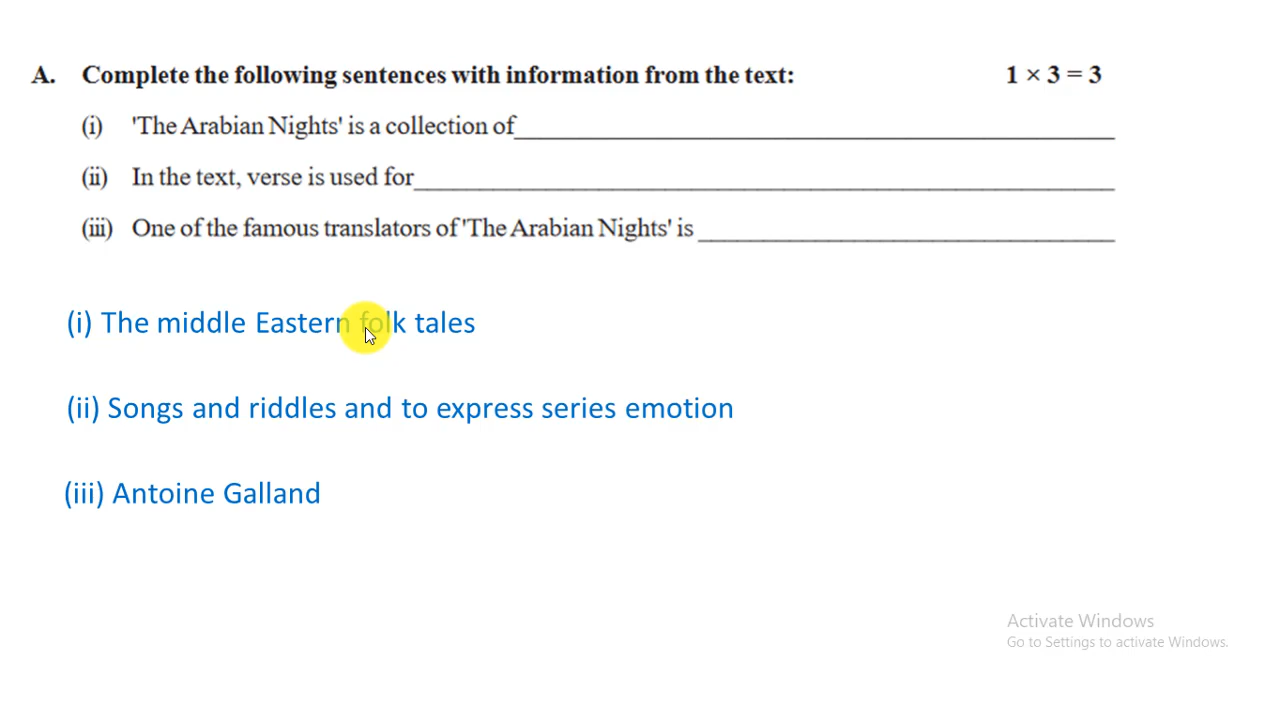 A. Complete the following sentences with information from the text: 1 × 3 = 3
(i) 'The Arabian Nights' is a collection of
(ii) In the text, verse is used for
(iii) One of the famous translators of 'The Arabian Nights' is
(i) The middle Eastern folk tales
(ii) Songs and riddles and to express series emotion
(iii) Antoine Galland
Activate Windows
Go to Settings to activate Windows.